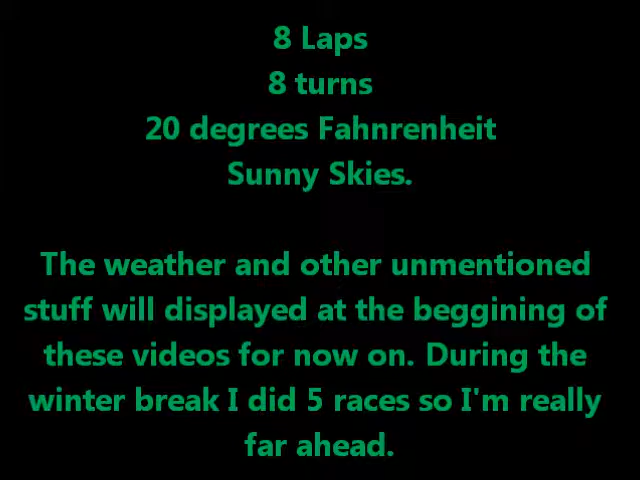 8 Laps
8 turns
20 degrees Fahnrenheit
Sunny Skies.
The weather and other unmentioned
stuff will displayed at the beggining of
these videos for now on. During the
winter break I did 5 races so I'm really
far ahead.